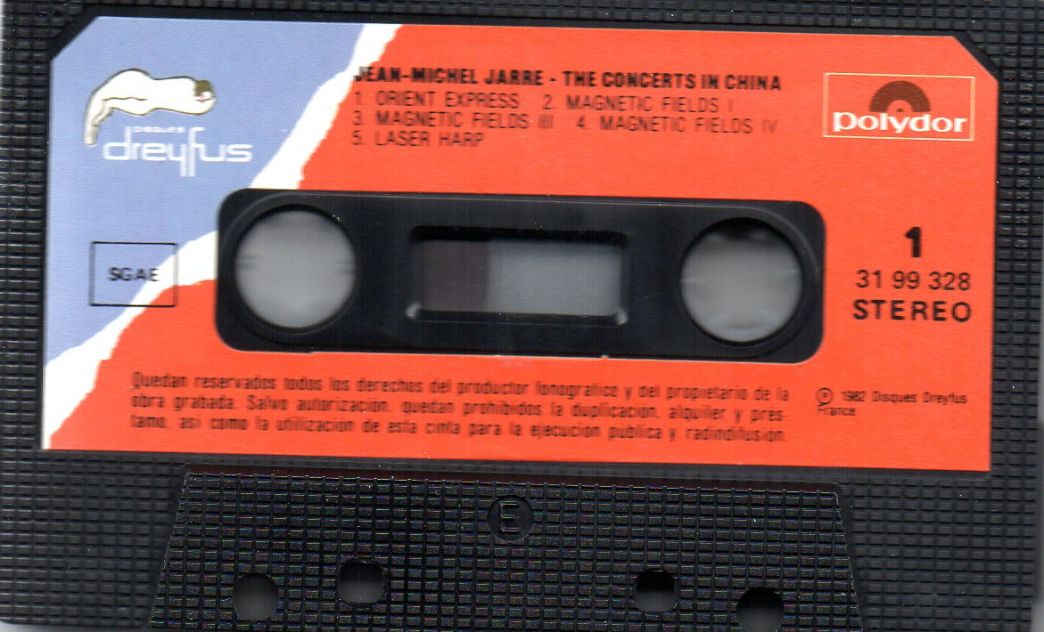 JEAN-MICHEL JARRE - THE CONCERTS IN CHINA
1. ORIENT EXPRESS 2. MAGNETIC FIELDS I
3. MAGNETIC FIELDS III 4. MAGNETIC FIELDS IV
5. LASER HARP
polydor
DISQUES
dreyfus
SGAE
1
31 99 328
STEREO
Quedan reservados todos los derechos del productor fonografico y del propietario de la
obra grabada. Salvo autorización, quedan prohibidos la duplicación, alquiler y pres-
tamo, asi como la utilizacion de esta cinta para la ejecucion publica y radiodifusión
℗ 1982 Disques Dreyfus
France
E